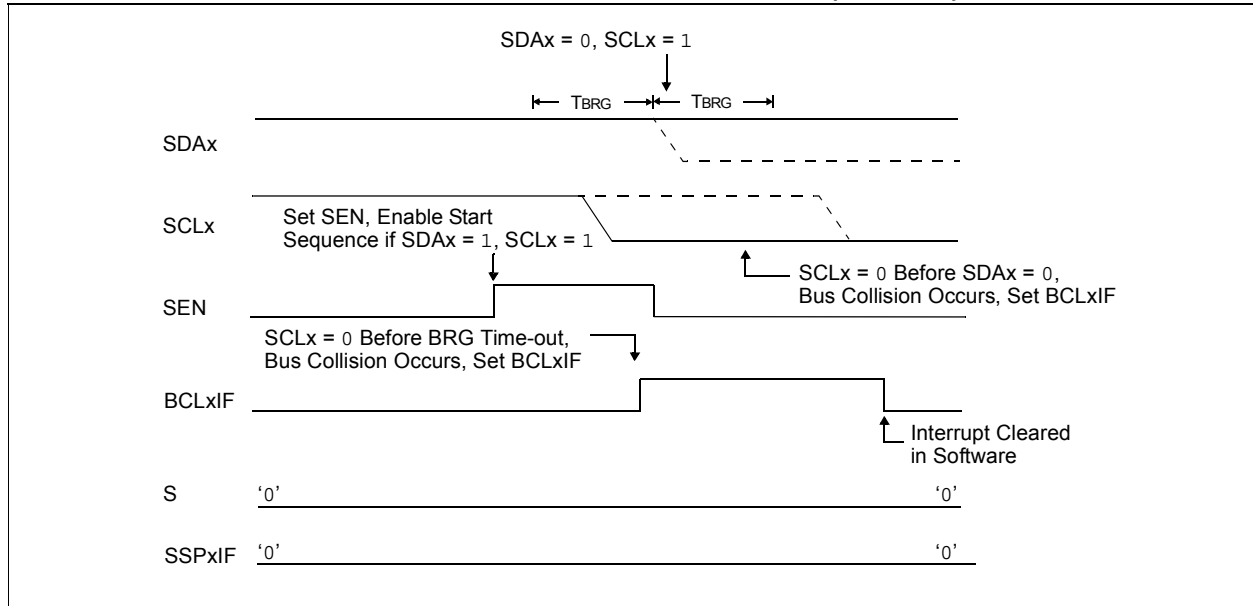 SDAx = 0, SCLx = 1
TBRG TBRG
SDAx
SCLx
Set SEN, Enable Start
Sequence if SDAx = 1, SCLx = 1
SCLx = 0 Before SDAx = 0,
Bus Collision Occurs, Set BCLxIF
SEN
SCLx = 0 Before BRG Time-out,
Bus Collision Occurs, Set BCLxIF
BCLxIF
Interrupt Cleared
in Software
S ‘0’ ‘0’
SSPxIF ‘0’ ‘0’